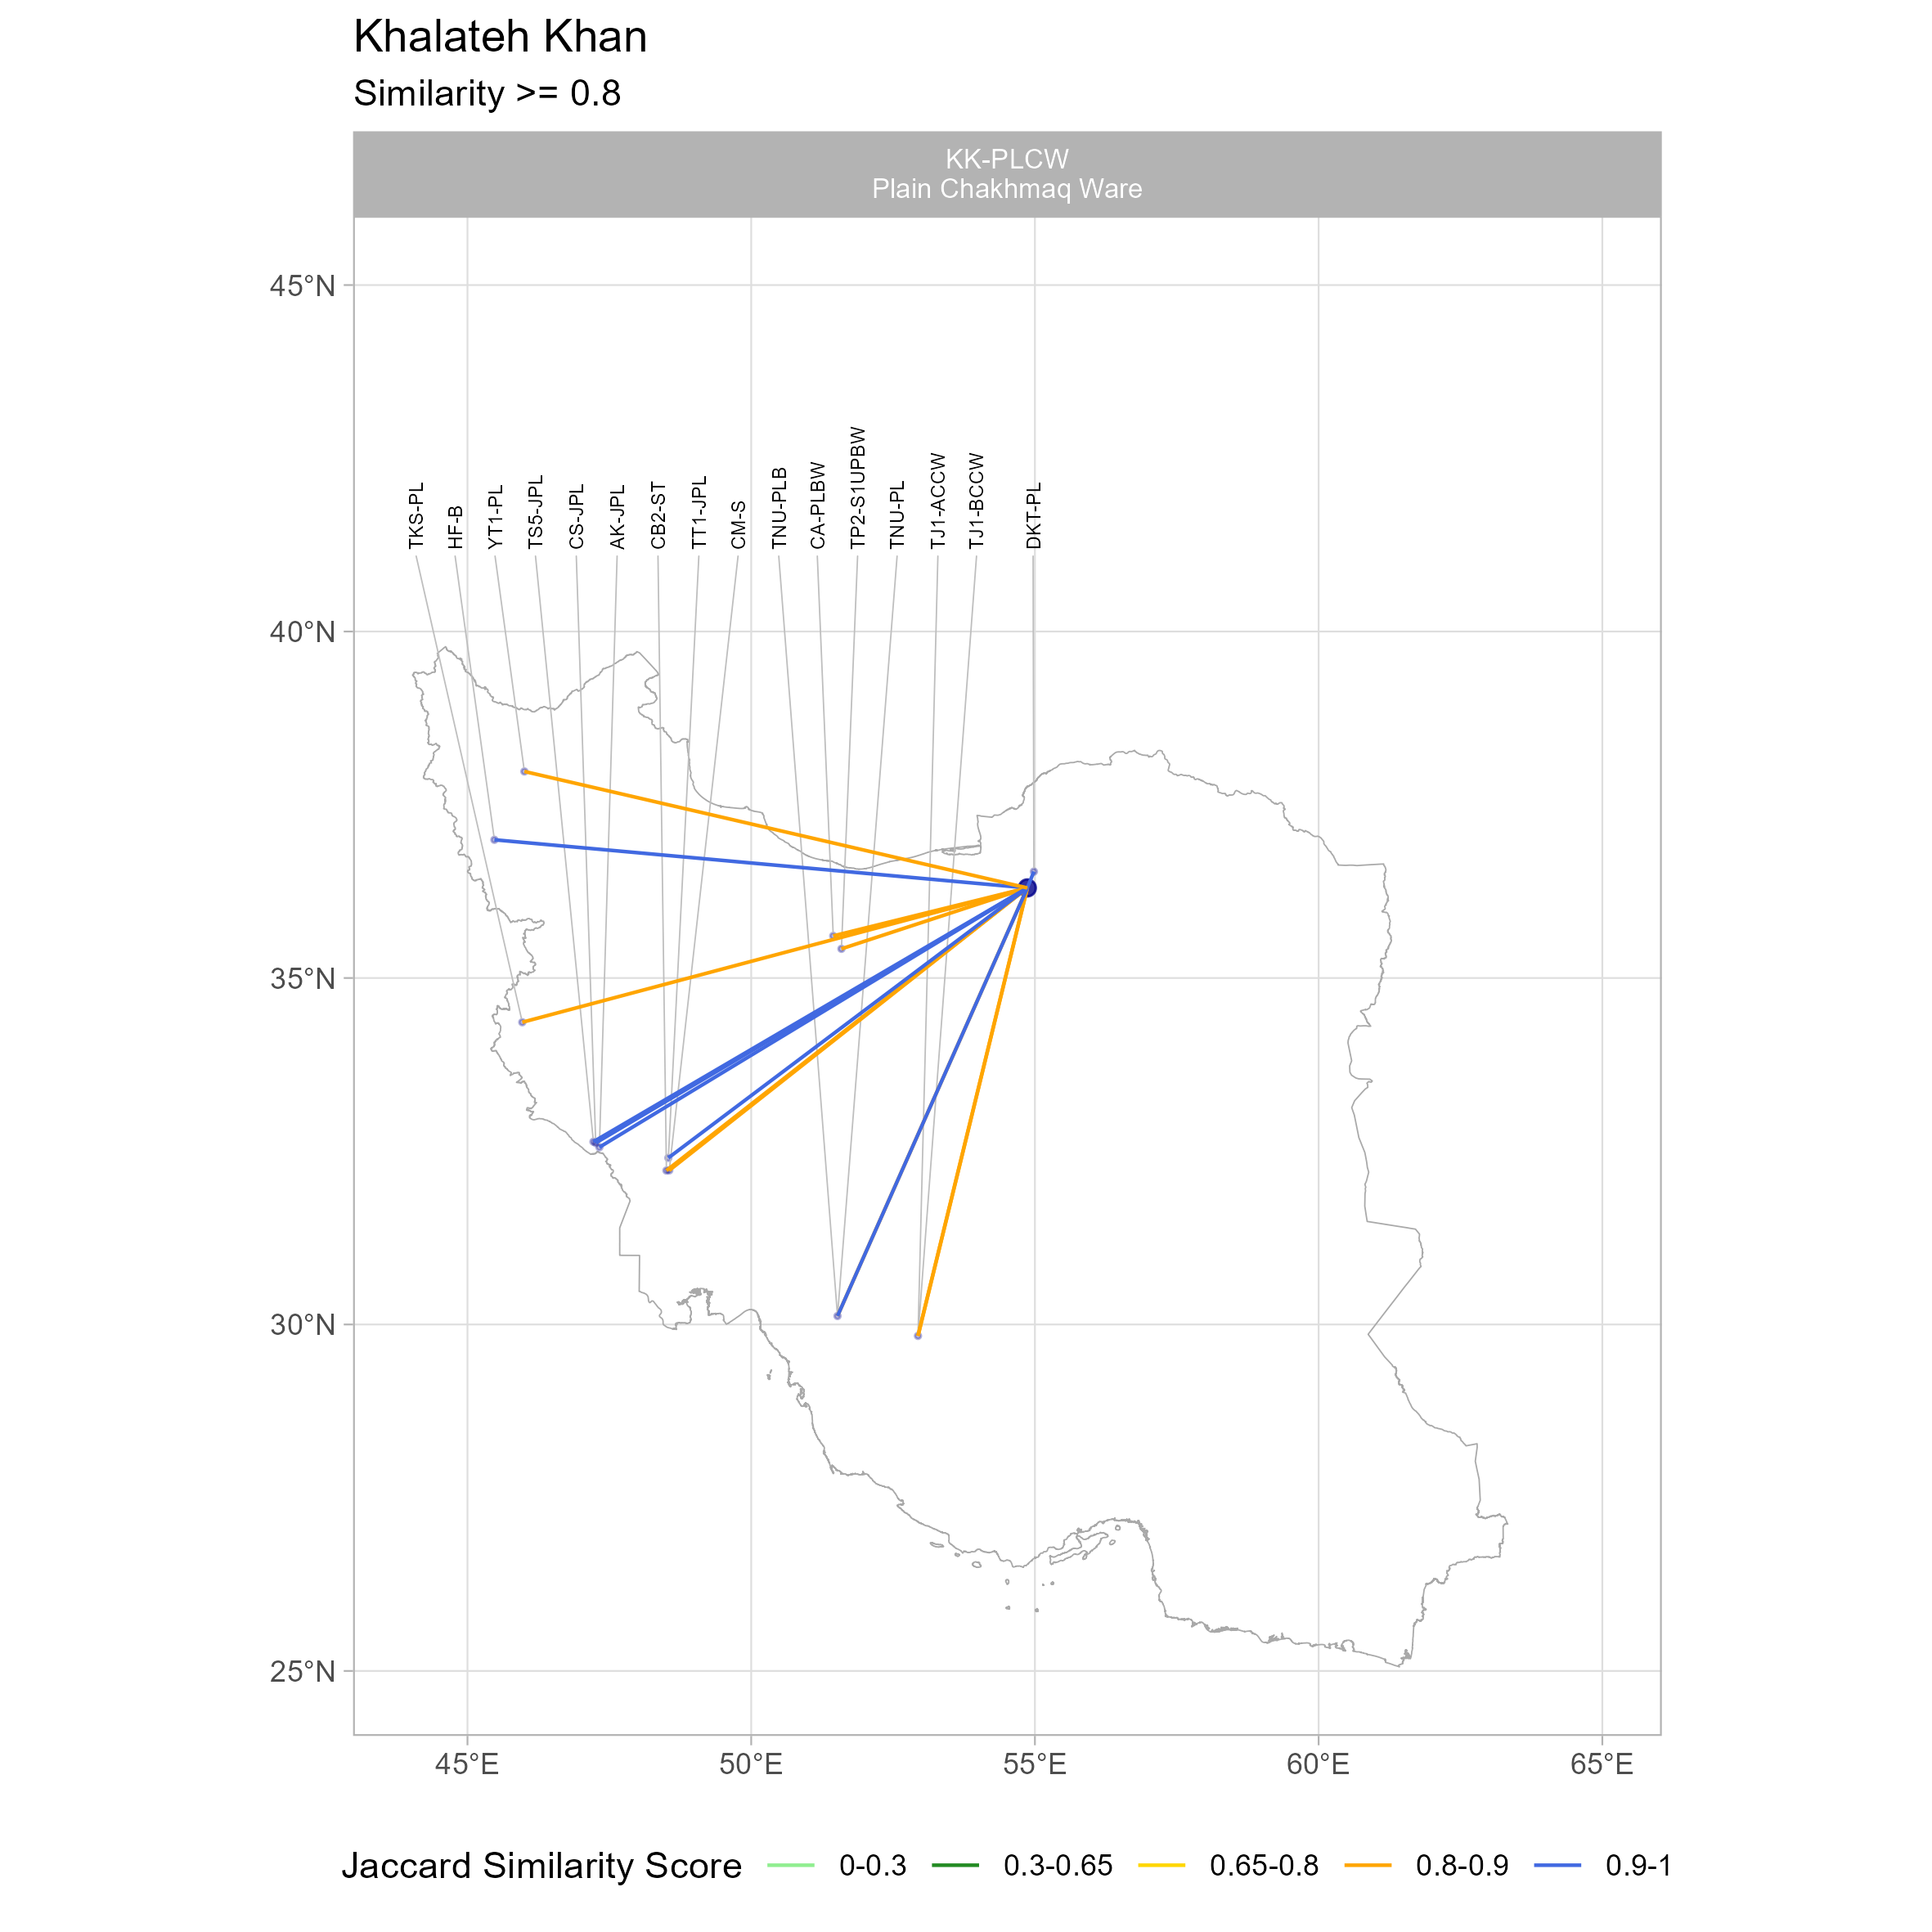 Khalateh Khan
Similarity >= 0.8
KK-PLCW
Plain Chakhmaq Ware
45°N
40°N
35°N
30°N
25°N
TKS-PL
HF-B
YT1-PL
TS5-JPL
CS-JPL
AK-JPL
CB2-ST
TT1-JPL
CM-S
TNU-PLB
CA-PLBW
TP2-S1UPBW
TNU-PL
TJ1-ACCW
TJ1-BCCW
DKT-PL
45°E
50°E
55°E
60°E
65°E
Jaccard Similarity Score 0-0.3 0.3-0.65 0.65-0.8 0.8-0.9 0.9-1